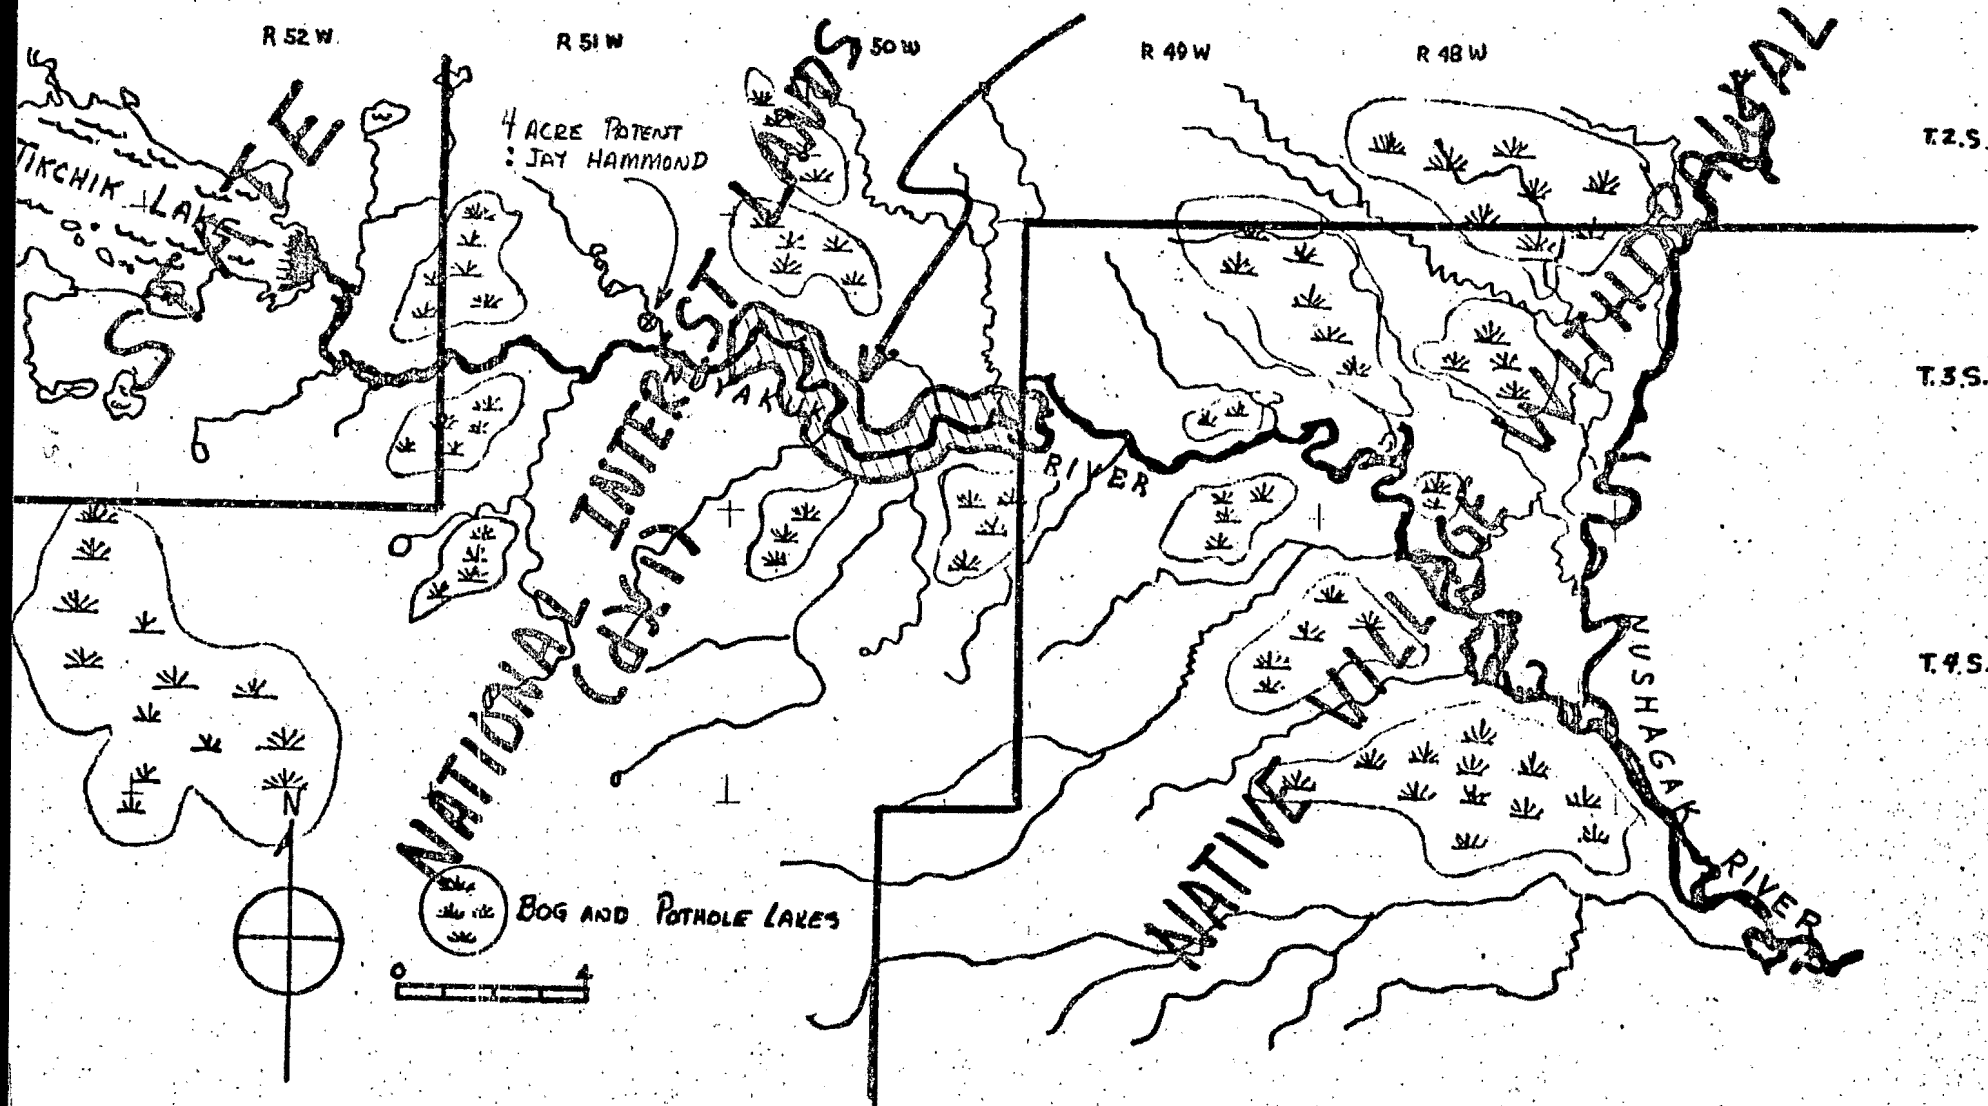 R 52 W
R 51 W
50 W
R 49 W
R 48 W
T.2.S.
T.3.S.
T.4.S.
4 ACRE POTENT
: JAY HAMMOND
TIKCHIK LAKE
STATE
NATIONAL INTEREST LANDS
(d)(1)
NUYAKUK RIVER
NATIVE VILLAGE WITHDRAWAL
NUSHAGAK RIVER
N
BOG AND POTHOLE LAKES
0 4